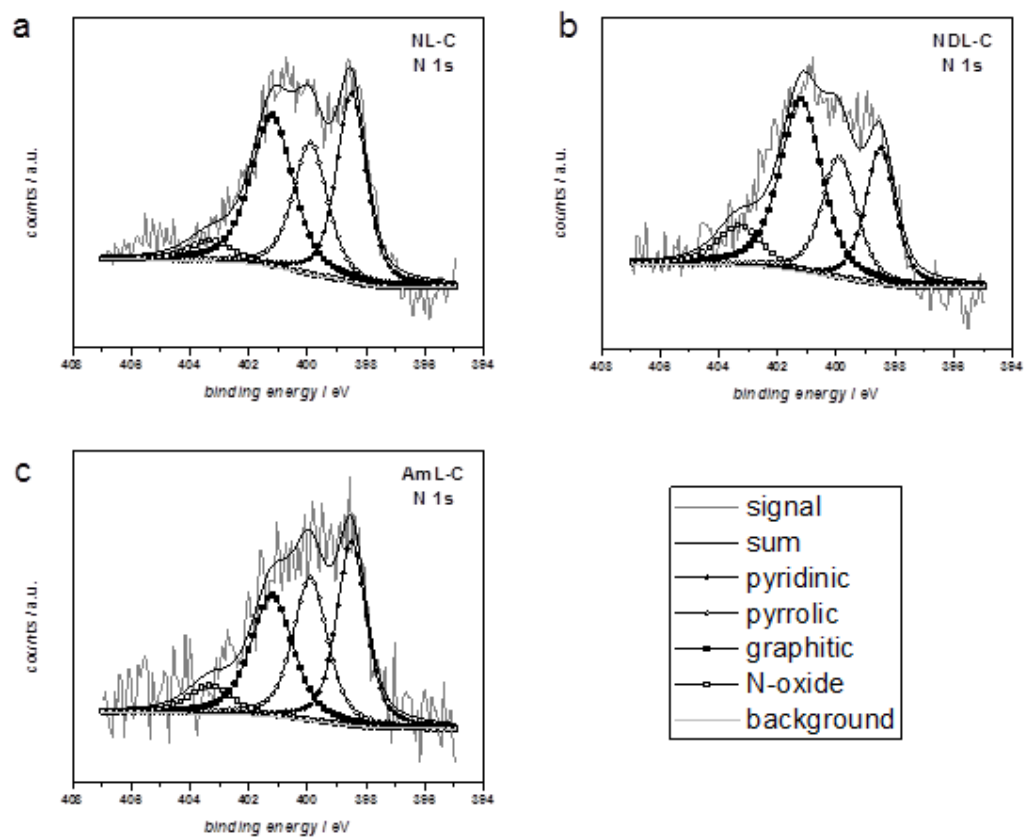 a
NL-C
N 1s
counts / a.u.
408 406 404 402 400 398 396 394
binding energy / eV
b
NDL-C
N 1s
counts / a.u.
408 406 404 402 400 398 396 394
binding energy / eV
c
AmL-C
N 1s
counts / a.u.
408 406 404 402 400 398 396 394
binding energy / eV
signal
sum
pyridinic
pyrrolic
graphitic
N-oxide
background